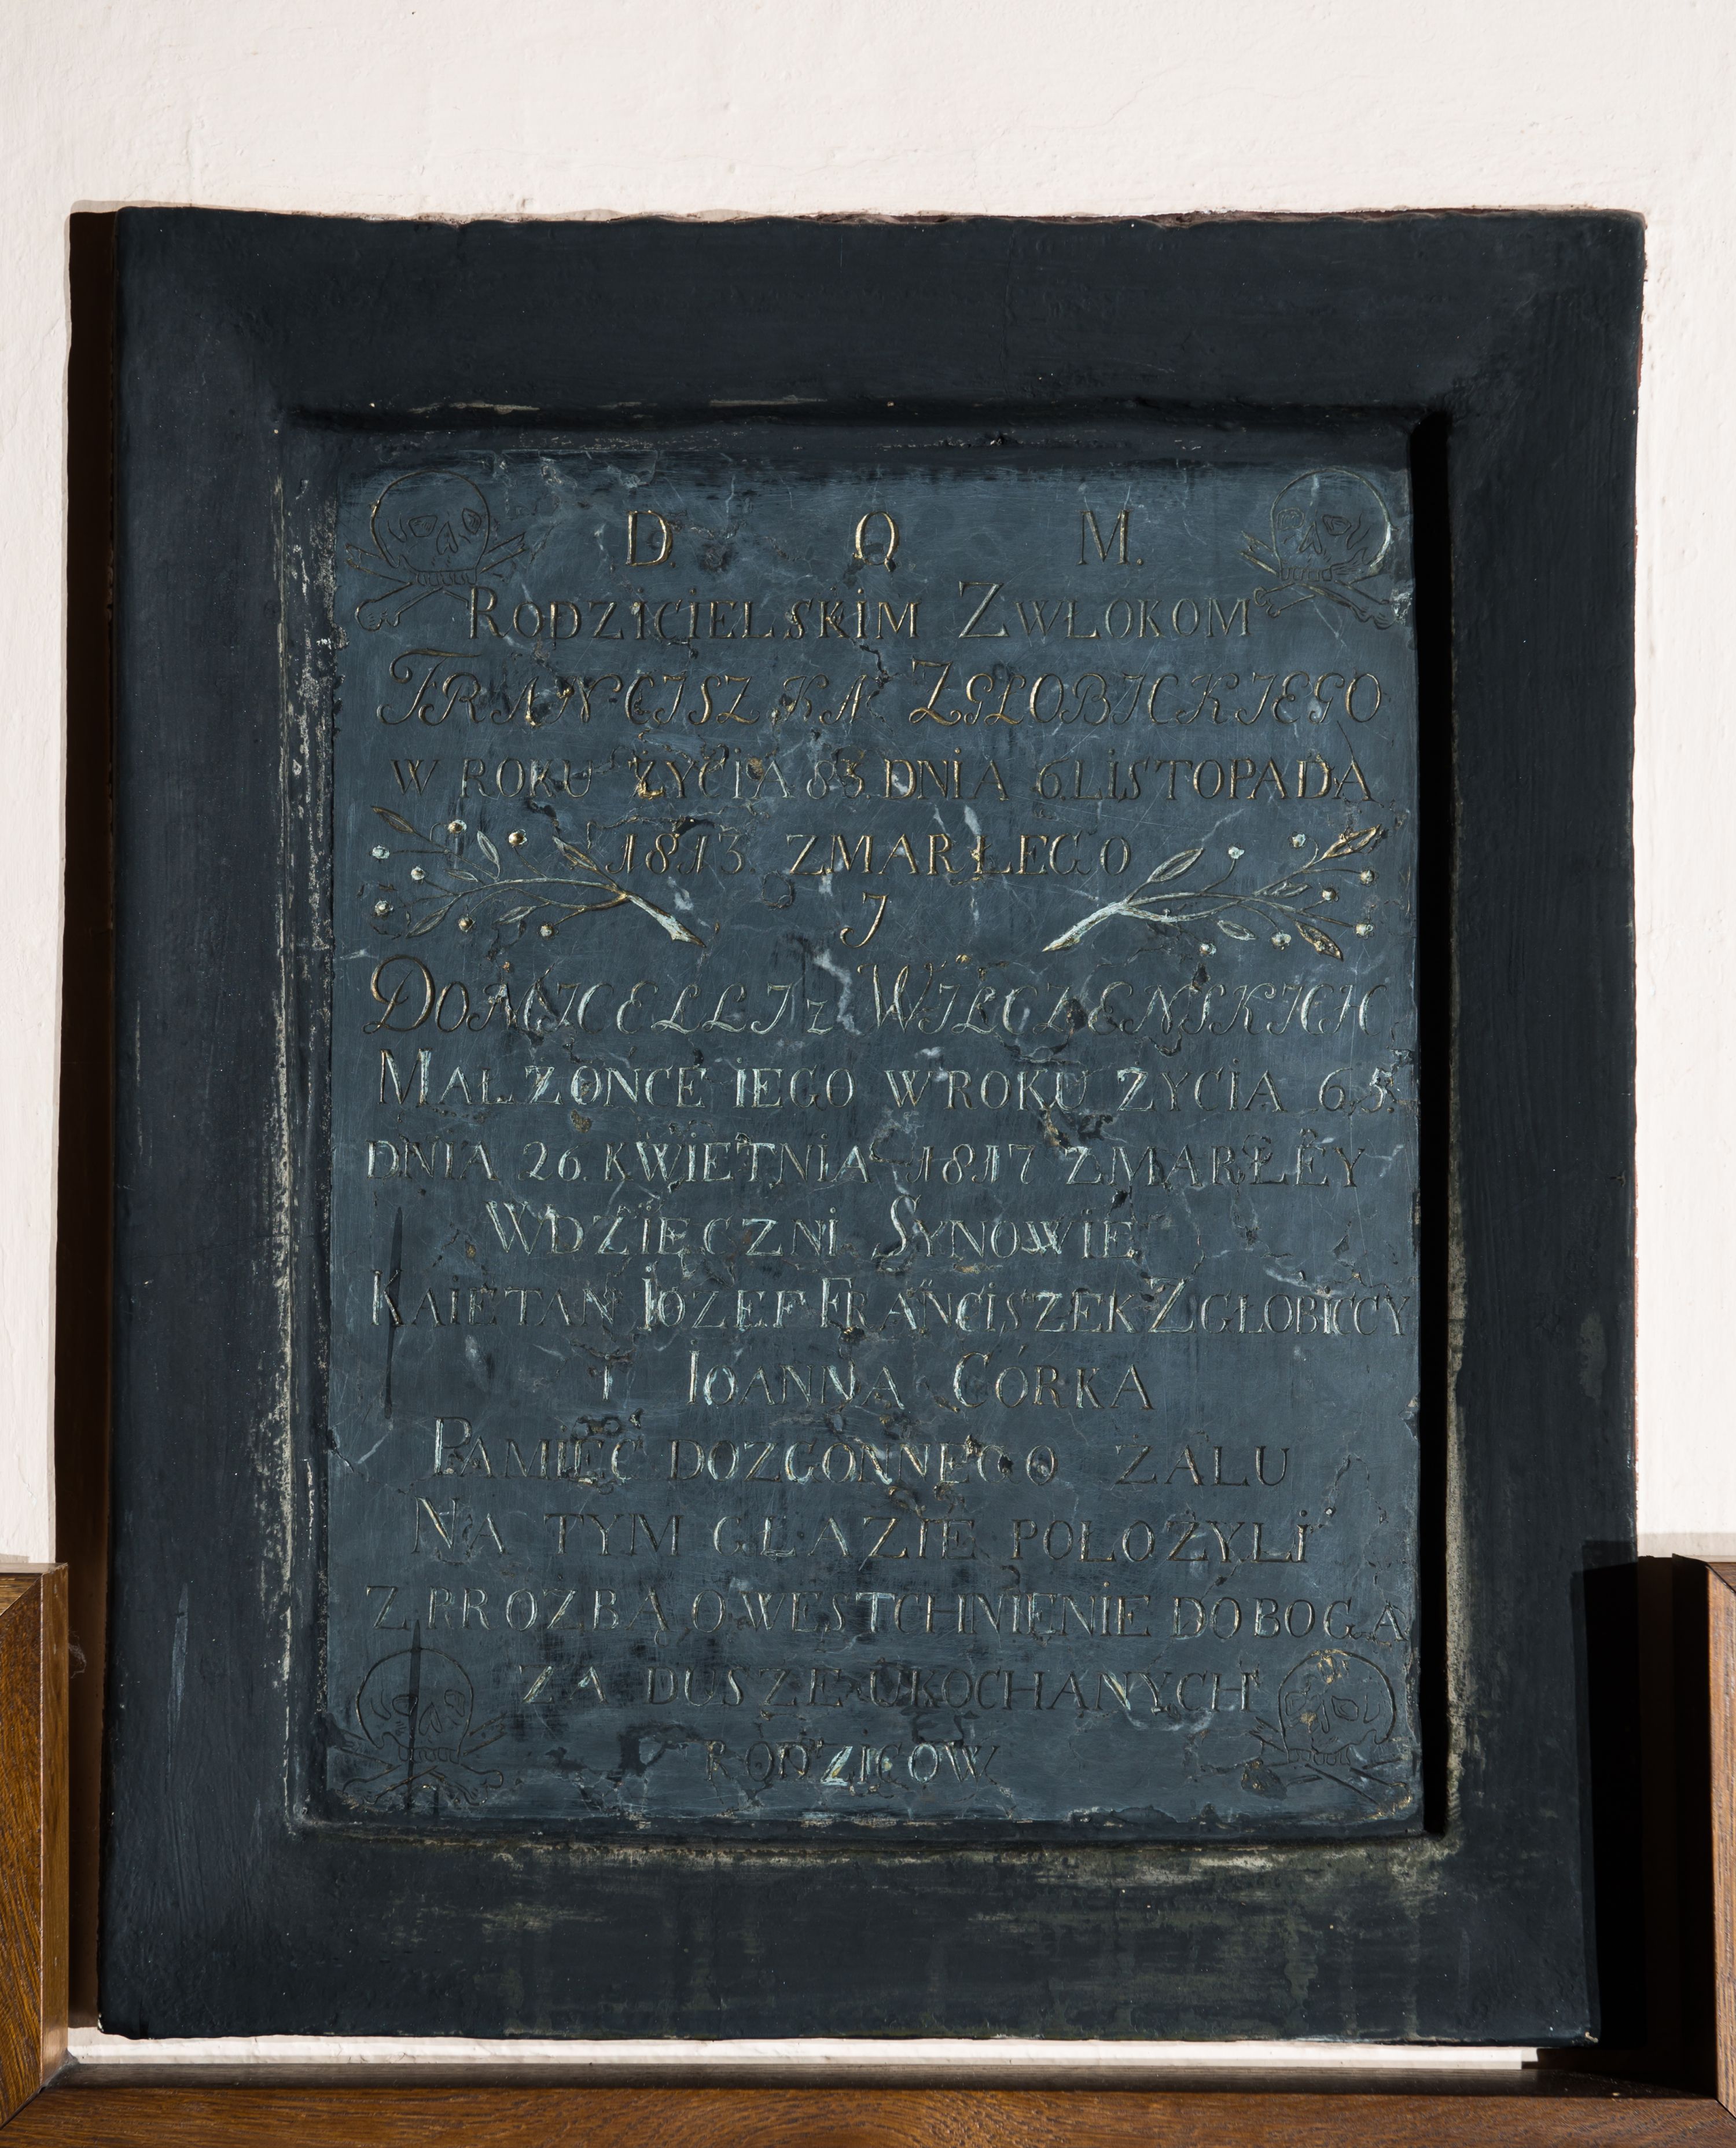 D. O. M.
RODZICIELSKIM ZWŁOKOM
FRANCISZKA ZGŁOBICKIEGO
W ROKU ŻYCIA 83. DNIA 6. LISTOPADA
1813. ZMARŁEGO
J
DOMICELLI z WILCZEŃSKICH
MAŁŻONCE IEGO W ROKU ŻYCIA 65.
DNIA 26. KWIETNIA 1817 ZMARŁEY
WDZIĘCZNI SYNOWIE
KAIETAN IÓZEF FRANCISZEK ZGŁOBICCY
I IOANNA CÓRKA
PAMIĘĆ DOZGONNEGO ŻALU
NA TYM GŁAZIE POŁOŻYLI
Z PROŹBĄ O WESTCHNIENIE DO BOGA
ZA DUSZE UKOCHANYCH
RODZICÓW